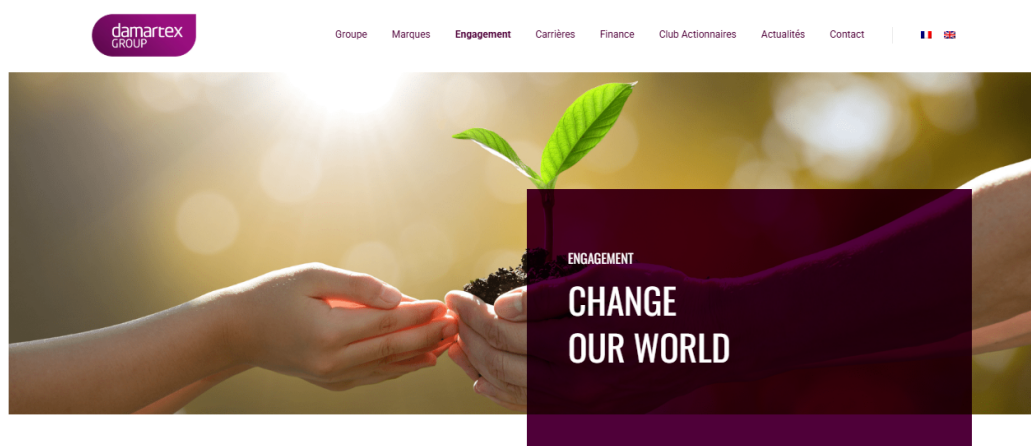 damartex
GROUP
Groupe Marques Engagement Carrières Finance Club Actionnaires Actualités Contact
ENGAGEMENT
CHANGE
OUR WORLD